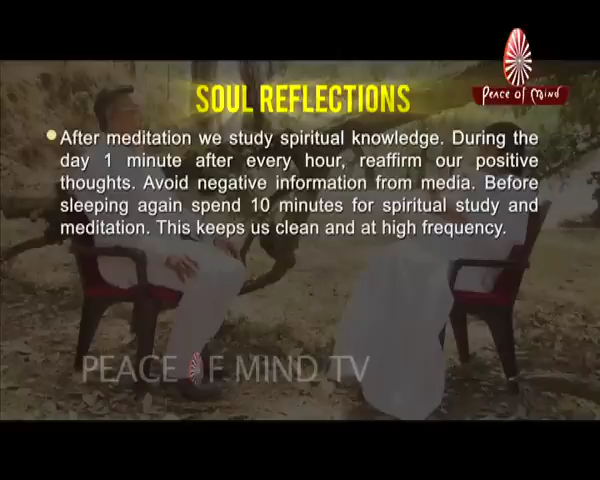 Peace of Mind
SOUL REFLECTIONS
After meditation we study spiritual knowledge. During the
day 1 minute after every hour, reaffirm our positive
thoughts. Avoid negative information from media. Before
sleeping again spend 10 minutes for spiritual study and
meditation. This keeps us clean and at high frequency.
PEACE OF MIND TV